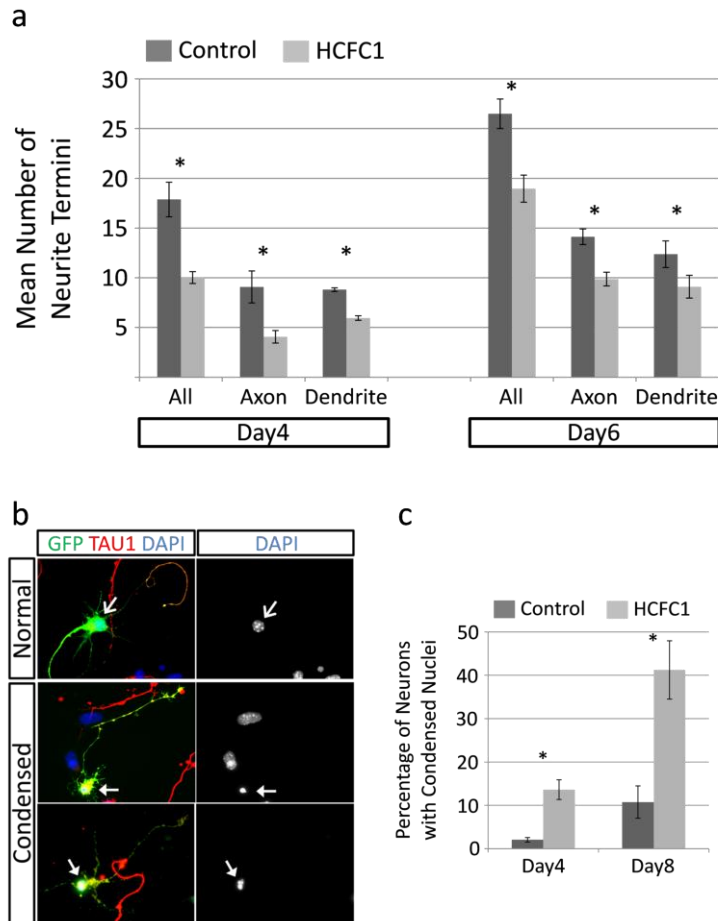 a
Control HCFC1
Mean Number of
Neurite Termini
30
25
20
15
10
5
* * * * * *
All Axon Dendrite All Axon Dendrite
Day4 Day6
b
GFP TAU1 DAPI DAPI
Normal
Condensed
c
Control HCFC1
Percentage of Neurons
with Condensed Nuclei
50
40
30
20
10
0
* *
Day4 Day8